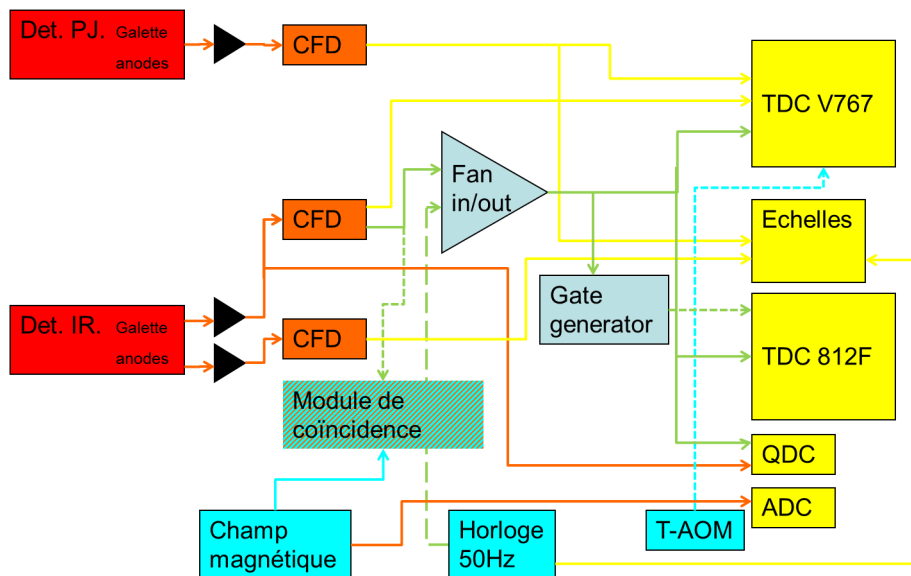 Det. PJ. Galette
anodes
CFD
TDC V767
Fan
in/out
CFD
Echelles
Gate
generator
Det. IR. Galette
anodes
CFD
TDC 812F
Module de
coïncidence
QDC
ADC
Champ
magnétique
Horloge
50Hz
T-AOM